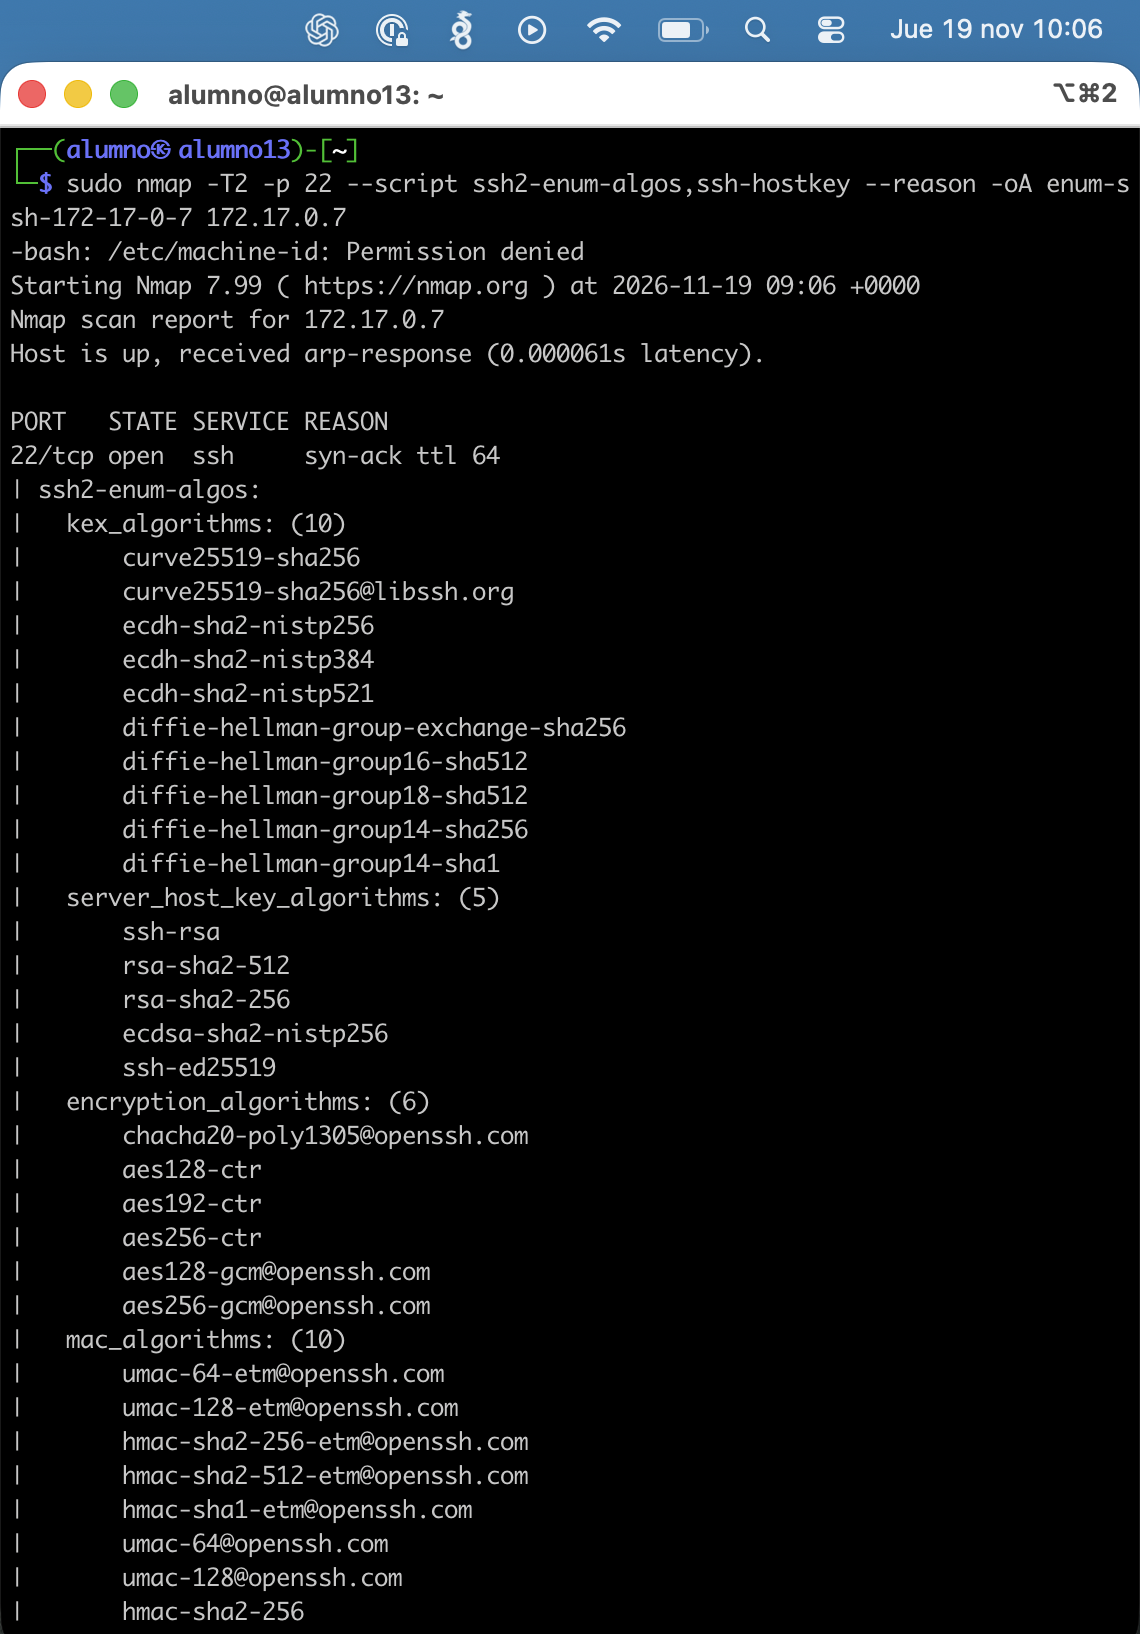 Jue 19 nov 10:06
alumno@alumno13: ~ ⌥⌘2
┌──(alumno㉿ alumno13)-[~]
└─$ sudo nmap -T2 -p 22 --script ssh2-enum-algos,ssh-hostkey --reason -oA enum-s
sh-172-17-0-7 172.17.0.7
-bash: /etc/machine-id: Permission denied
Starting Nmap 7.99 ( https://nmap.org ) at 2026-11-19 09:06 +0000
Nmap scan report for 172.17.0.7
Host is up, received arp-response (0.000061s latency).
PORT   STATE SERVICE REASON
22/tcp open  ssh     syn-ack ttl 64
| ssh2-enum-algos:
|   kex_algorithms: (10)
|       curve25519-sha256
|       curve25519-sha256@libssh.org
|       ecdh-sha2-nistp256
|       ecdh-sha2-nistp384
|       ecdh-sha2-nistp521
|       diffie-hellman-group-exchange-sha256
|       diffie-hellman-group16-sha512
|       diffie-hellman-group18-sha512
|       diffie-hellman-group14-sha256
|       diffie-hellman-group14-sha1
|   server_host_key_algorithms: (5)
|       ssh-rsa
|       rsa-sha2-512
|       rsa-sha2-256
|       ecdsa-sha2-nistp256
|       ssh-ed25519
|   encryption_algorithms: (6)
|       chacha20-poly1305@openssh.com
|       aes128-ctr
|       aes192-ctr
|       aes256-ctr
|       aes128-gcm@openssh.com
|       aes256-gcm@openssh.com
|   mac_algorithms: (10)
|       umac-64-etm@openssh.com
|       umac-128-etm@openssh.com
|       hmac-sha2-256-etm@openssh.com
|       hmac-sha2-512-etm@openssh.com
|       hmac-sha1-etm@openssh.com
|       umac-64@openssh.com
|       umac-128@openssh.com
|       hmac-sha2-256